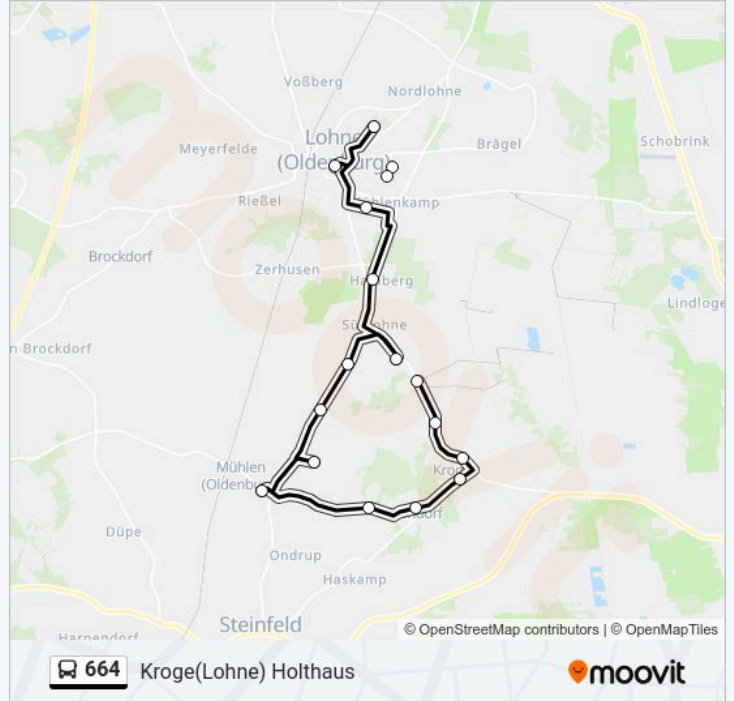 Voßberg
Nordlohne
Lohne
(Oldenburg)
Meyerfelde
Brägel
Schobrink
Rießel
Brockdorf
Zerhusen
Lindloge
n Brockdorf
Mühlen
Düpe
Ondrup
Haskamp
Steinfeld
Harpendorf
© OpenStreetMap contributors | © OpenMapTiles
664 Kroge(Lohne) Holthaus
moovit